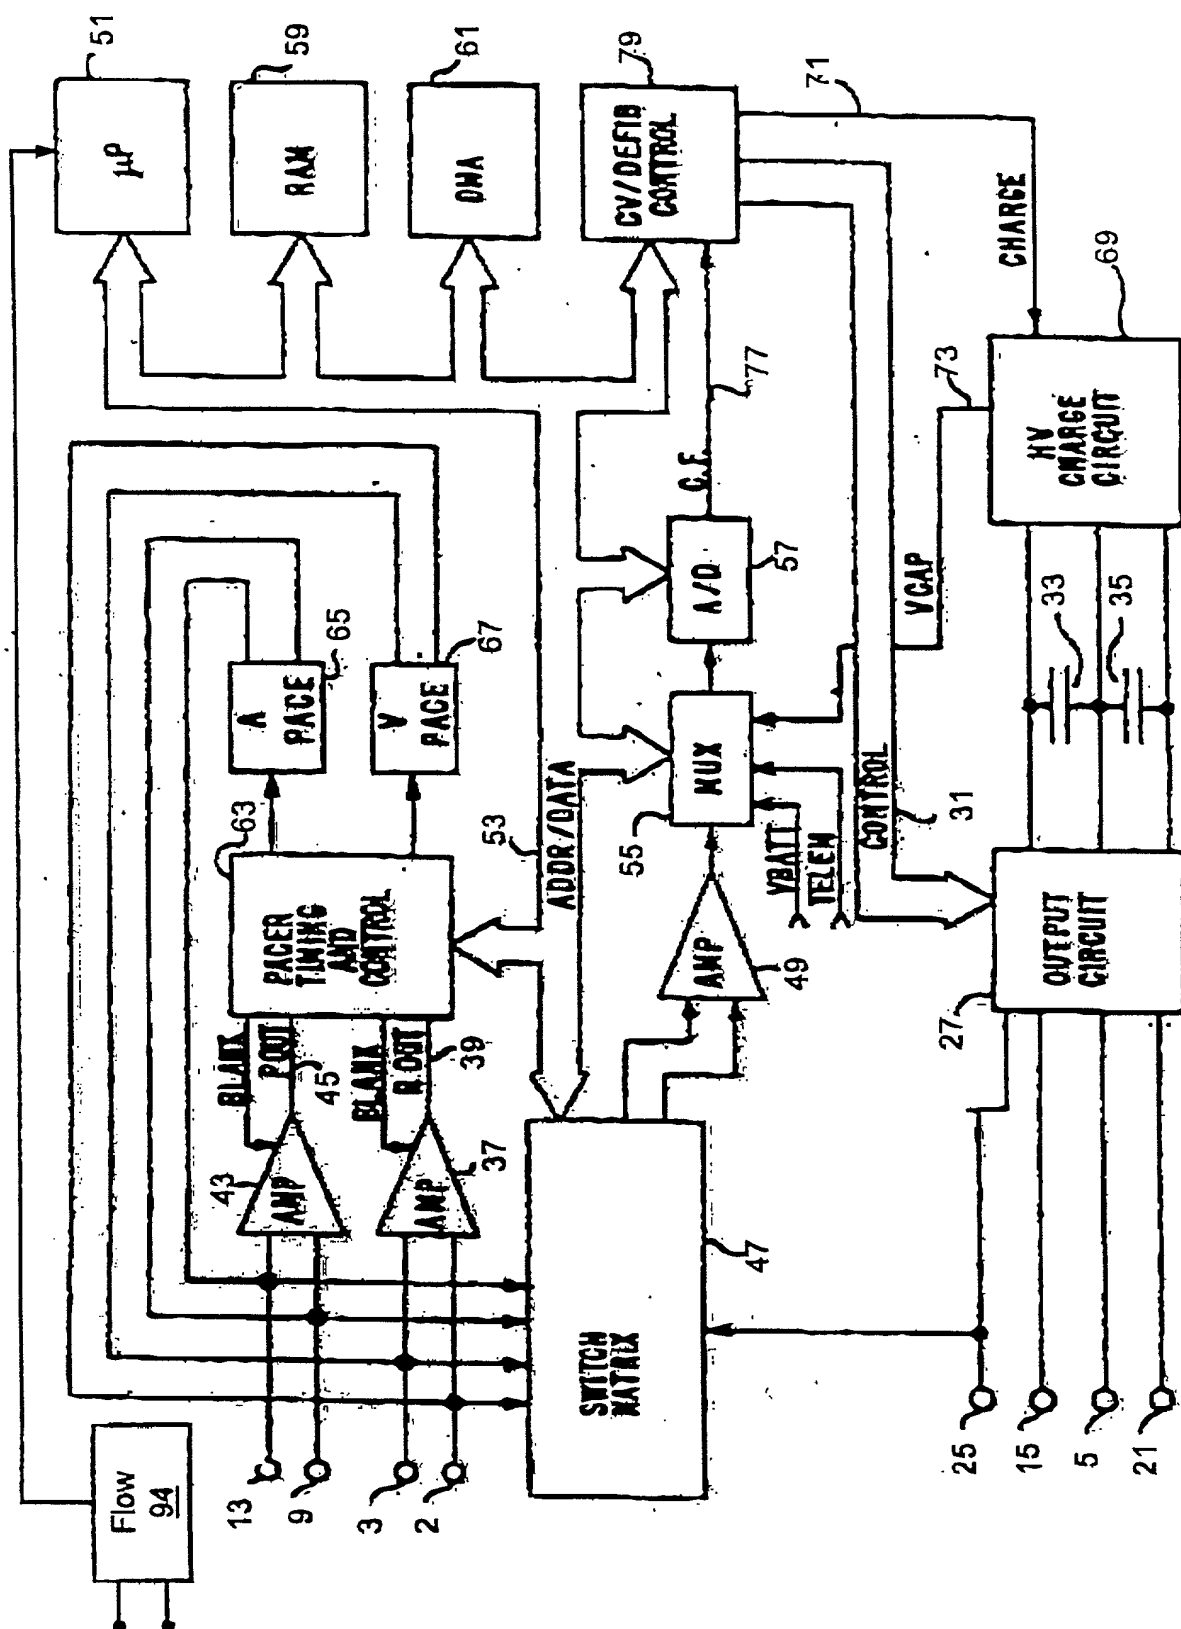 Flow
94
13
9
3
2
43
AMP
37
AMP
BLANK
POUT
45
BLANK
R OUT
39
63
PACER
TIMING
AND
CONTROL
A
PACE
65
V
PACE
67
µP
51
RAM
59
DMA
61
CV/DEFIB
CONTROL
79
53
ADDR/DATA
SWITCH
MATRIX
47
AMP
49
55
MUX
A/D
57
C.F.
77
VBATT
TELEM
CONTROL
31
VCAP
73
71
CHARGE
HV
CHARGE
CIRCUIT
69
33
35
OUTPUT
CIRCUIT
27
25
15
5
21